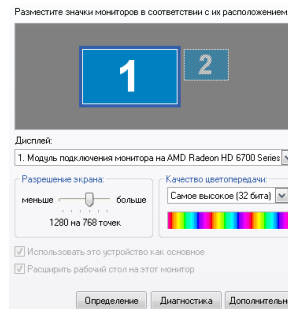 Разместите значки мониторов в соответствии с их расположением
1
2
Дисплей:
1. Модуль подключения монитора на AMD Radeon HD 6700 Series
Разрешение экрана:
Качество цветопередачи:
меньше
больше
Самое высокое (32 бита)
1280 на 768 точек
Использовать это устройство как основное
Расширить рабочий стол на этот монитор
Определение
Диагностика
Дополнительн